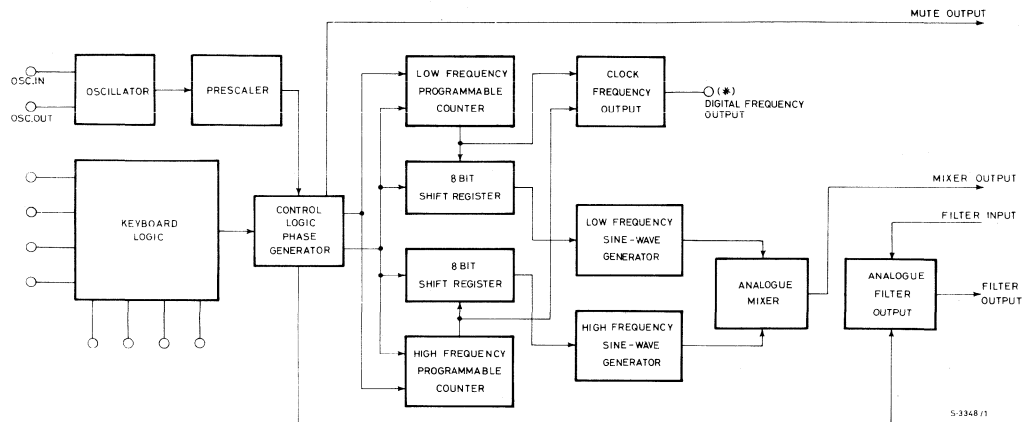 MUTE OUTPUT
OSC.IN
OSC.OUT
OSCILLATOR
PRESCALER
LOW FREQUENCY
PROGRAMMABLE
COUNTER
CLOCK
FREQUENCY
OUTPUT
(*)
DIGITAL FREQUENCY
OUTPUT
KEYBOARD
LOGIC
CONTROL
LOGIC
PHASE
GENERATOR
8 BIT
SHIFT REGISTER
8 BIT
SHIFT REGISTER
LOW FREQUENCY
SINE-WAVE
GENERATOR
HIGH FREQUENCY
SINE-WAVE
GENERATOR
HIGH FREQUENCY
PROGRAMMABLE
COUNTER
ANALOGUE
MIXER
MIXER OUTPUT
FILTER INPUT
ANALOGUE
FILTER
OUTPUT
FILTER
OUTPUT
S-3348/1